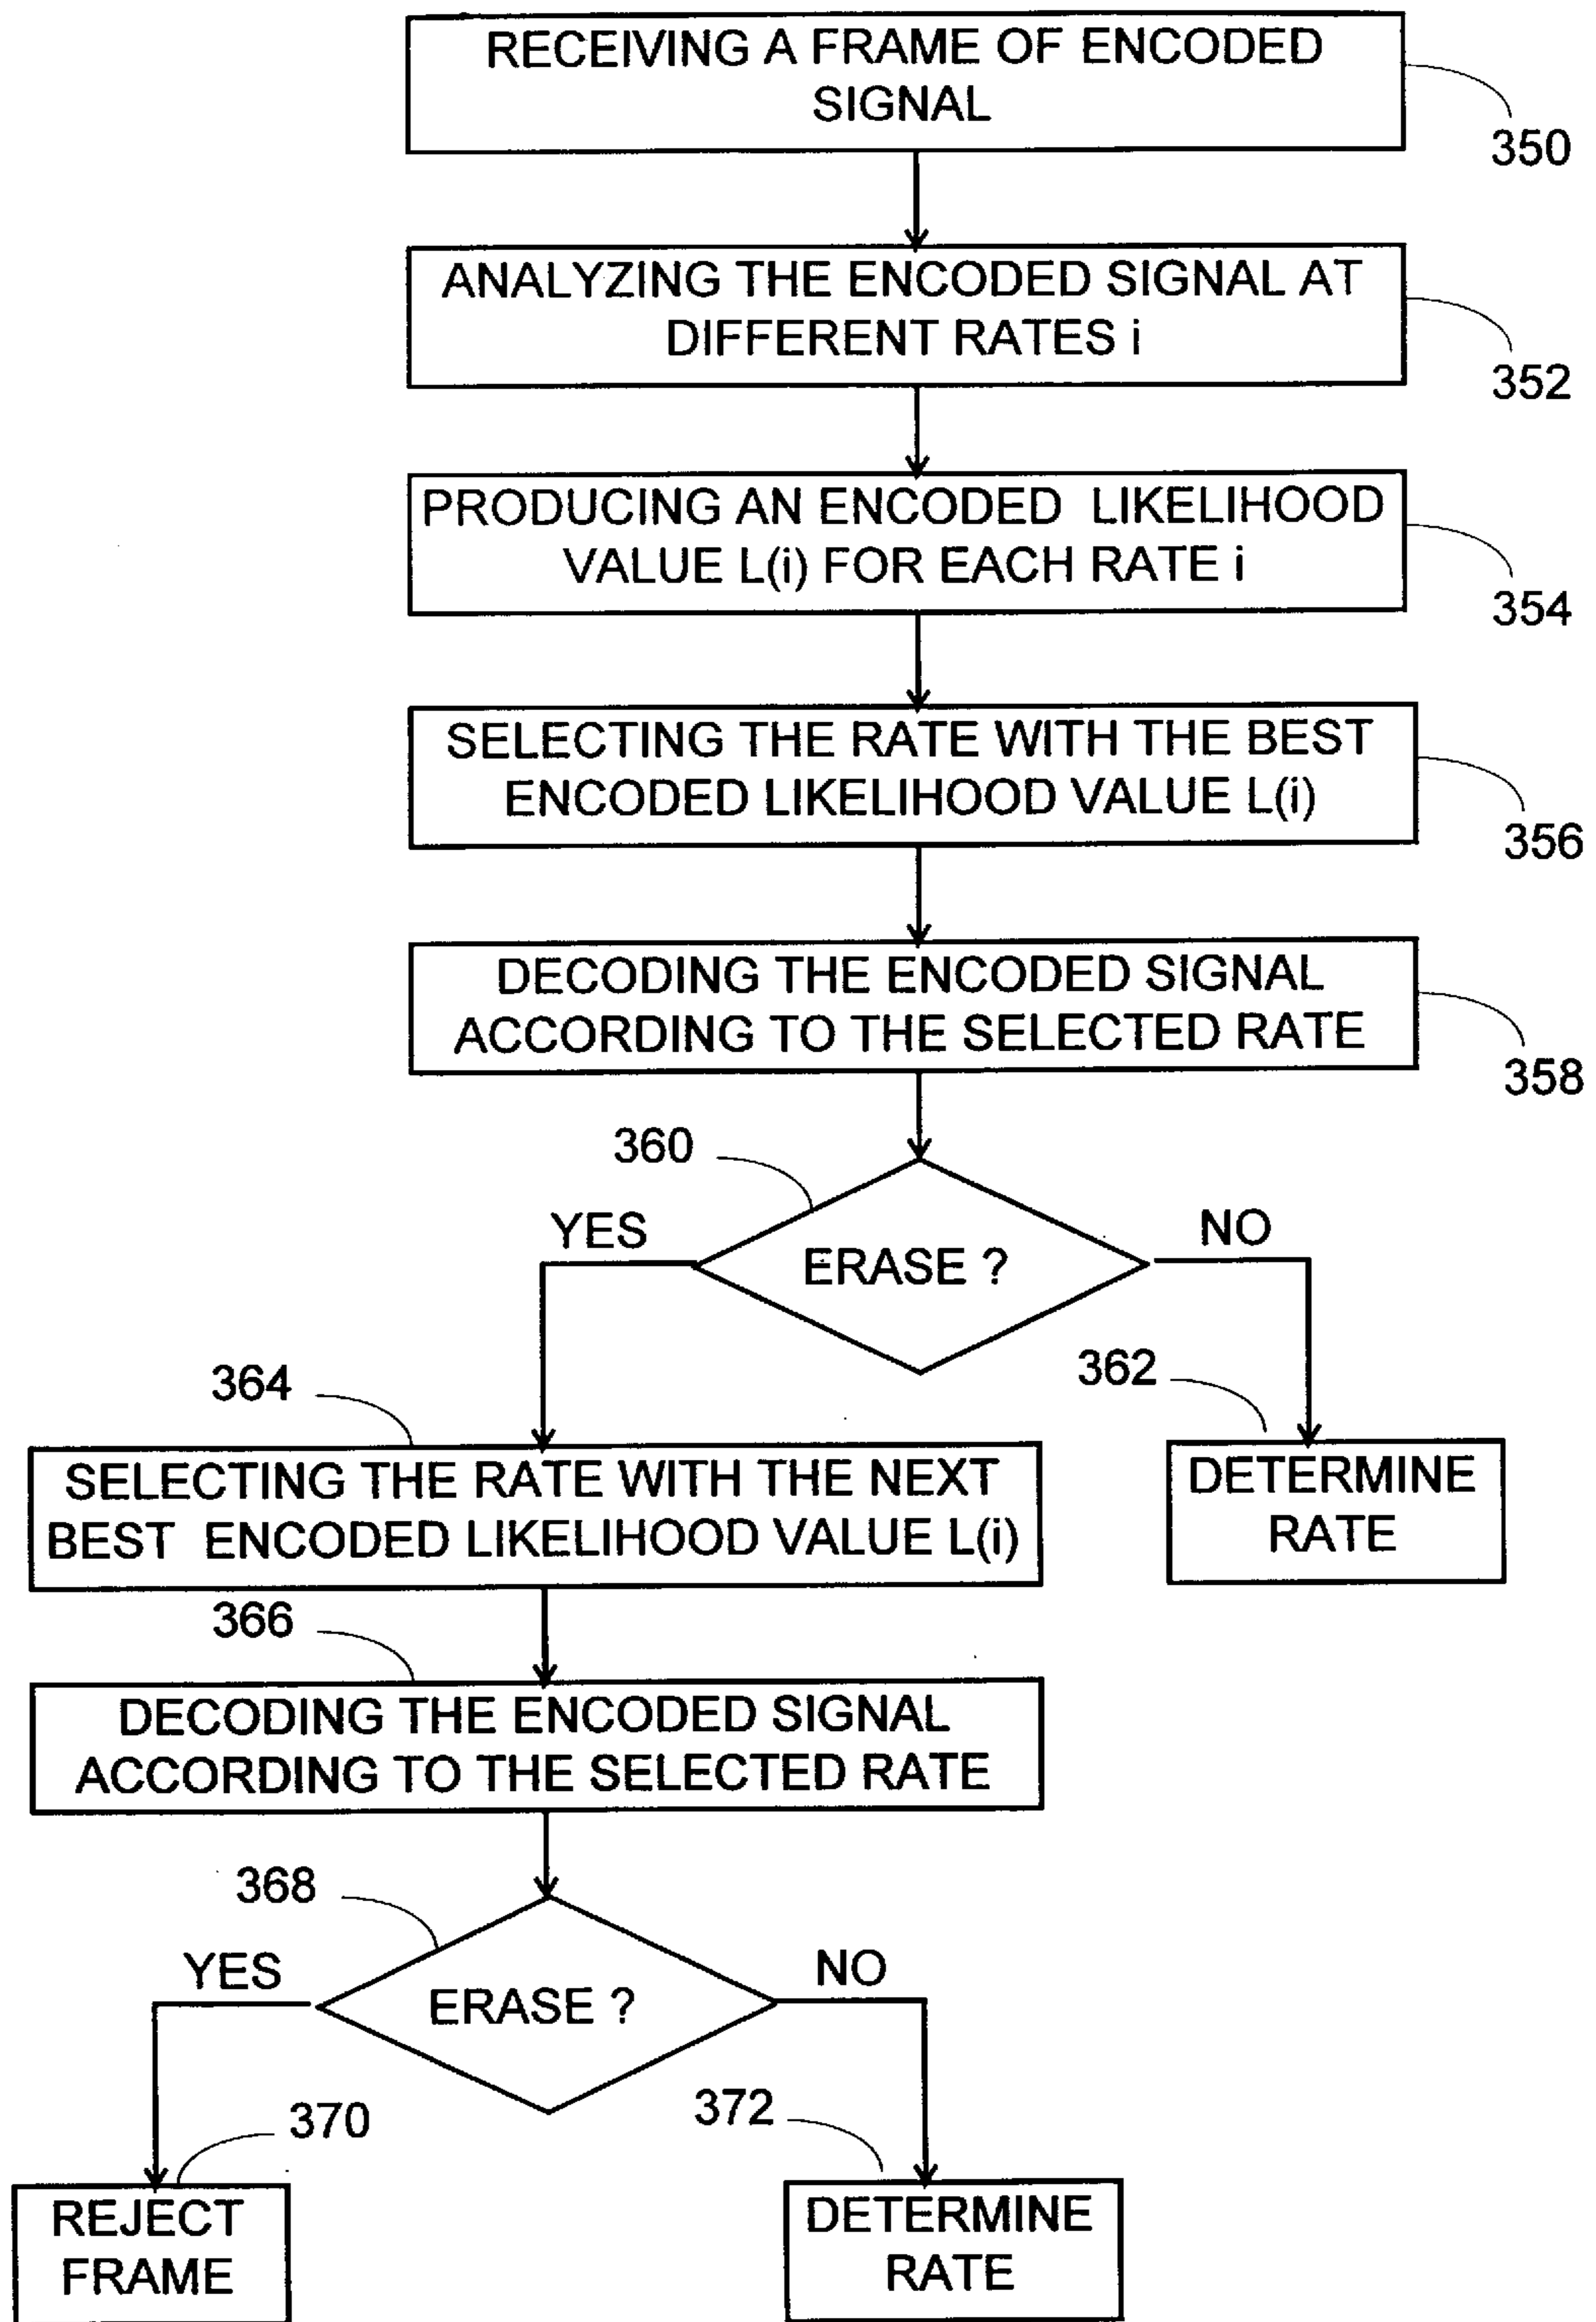 RECEIVING A FRAME OF ENCODED
SIGNAL
350
ANALYZING THE ENCODED SIGNAL AT
DIFFERENT RATES i
352
PRODUCING AN ENCODED LIKELIHOOD
VALUE L(i) FOR EACH RATE i
354
SELECTING THE RATE WITH THE BEST
ENCODED LIKELIHOOD VALUE L(i)
356
DECODING THE ENCODED SIGNAL
ACCORDING TO THE SELECTED RATE
358
360
YES
NO
ERASE ?
364
362
SELECTING THE RATE WITH THE NEXT
BEST ENCODED LIKELIHOOD VALUE L(i)
DETERMINE
RATE
366
DECODING THE ENCODED SIGNAL
ACCORDING TO THE SELECTED RATE
368
YES
NO
ERASE ?
370
372
REJECT
FRAME
DETERMINE
RATE